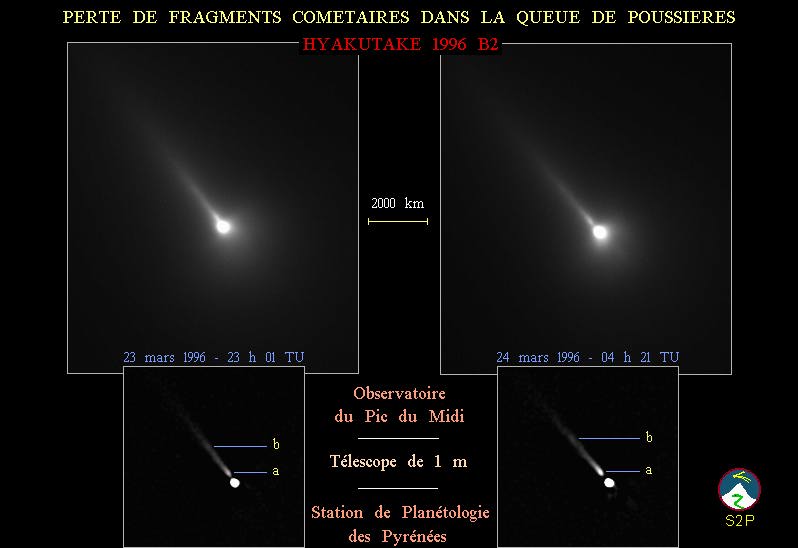 PERTE DE FRAGMENTS COMETAIRES DANS LA QUEUE DE POUSSIERES
HYAKUTAKE 1996 B2
2000 km
23 mars 1996 - 23 h 01 TU
24 mars 1996 - 04 h 21 TU
b
a
b
a
Observatoire
du Pic du Midi
Télescope de 1 m
Station de Planétologie
des Pyrénées
S2P